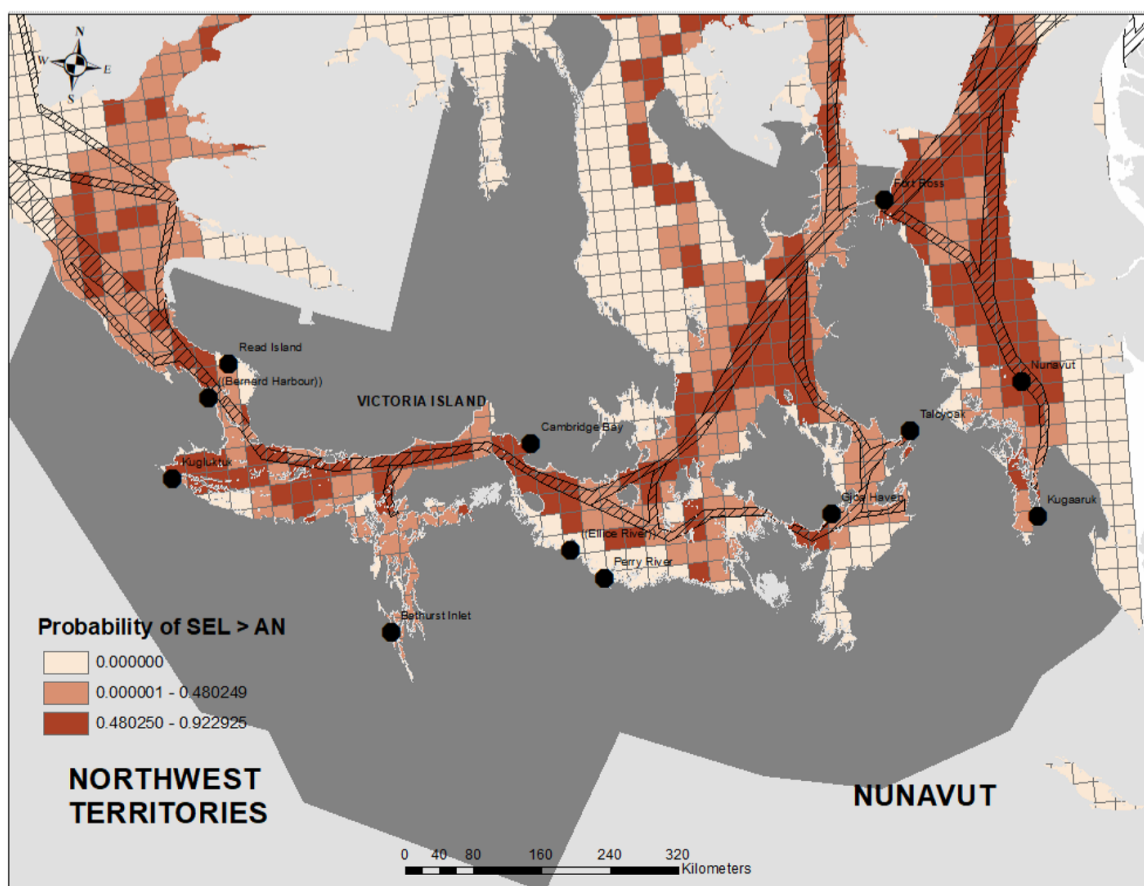 N
W
E
S
Fort Ross
Read Island
((Bernard Harbour))
Nunavut
VICTORIA ISLAND
Cambridge Bay
Taloyoak
Kugluktuk
Gjoa Haven
Kugaaruk
((Ellice River))
Perry River
Bathurst Inlet
Probability of SEL > AN
0.000000
0.000001 - 0.480249
0.480250 - 0.922925
NORTHWEST
TERRITORIES
NUNAVUT
0 40 80 160 240 320
Kilometers